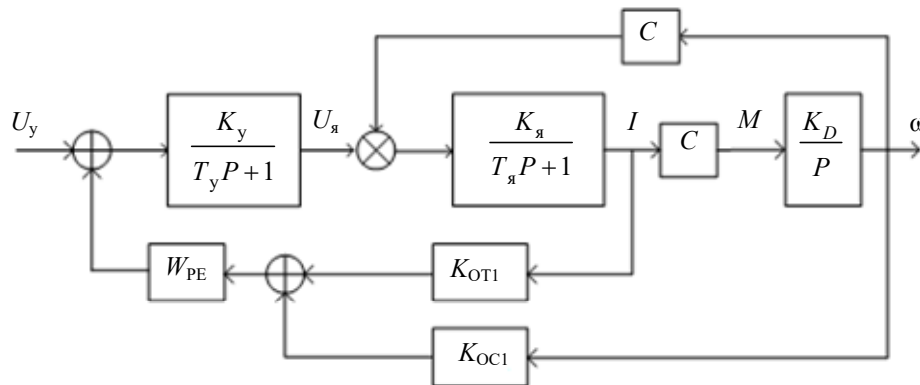 C
U_у
K_у
T_у P + 1
U_я
K_я
T_я P + 1
I
C
M
K_D
P
ω
W_PE
K_OT1
K_OC1